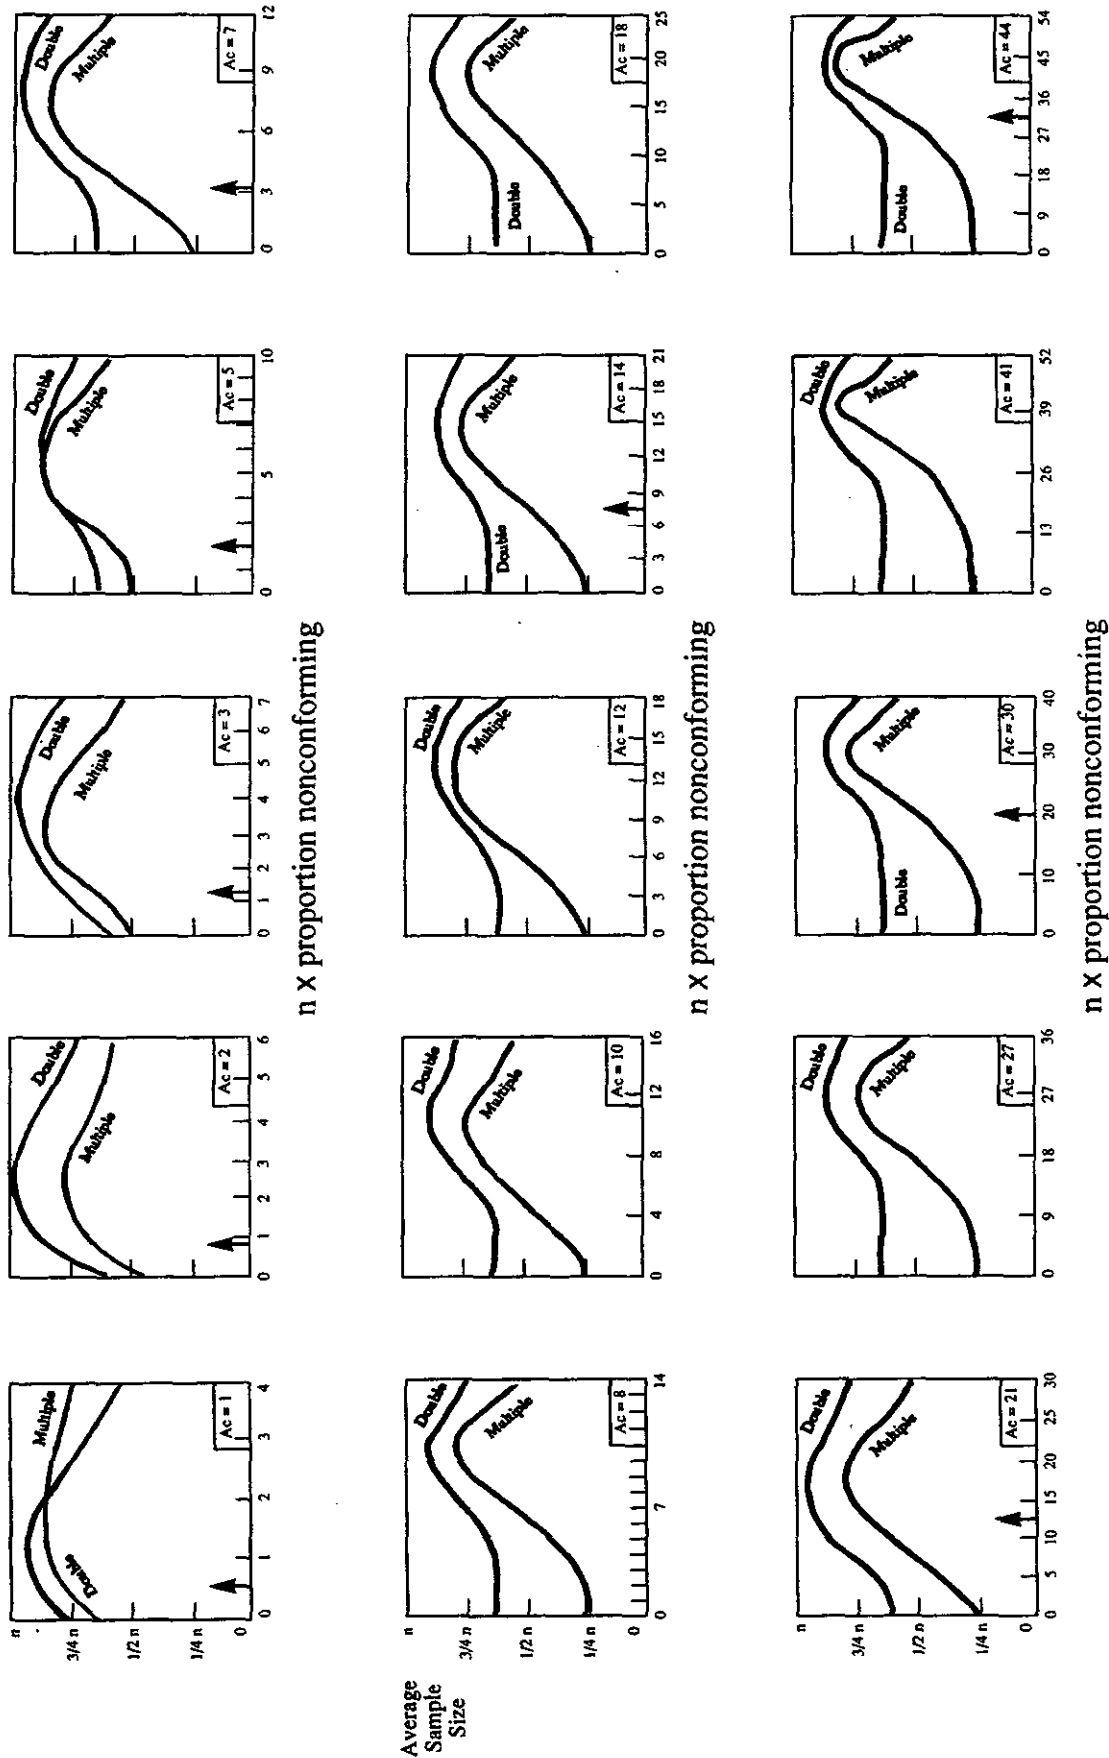 n
3/4 n
1/2 n
1/4 n
0
Multiple
Double
Ac = 1
0 1 2 3 4
Double
Multiple
Ac = 2
0 1 2 3 4 5 6
Double
Multiple
Ac = 3
0 1 2 3 4 5 6 7
Double
Multiple
Ac = 5
0 5 10
Double
Multiple
Ac = 7
0 3 6 9 12
n X proportion nonconforming
Average
Sample
Size
n
3/4 n
1/2 n
1/4 n
0
Double
Multiple
Ac = 8
0 7 14
Double
Multiple
Ac = 10
0 4 8 12 16
Double
Multiple
Ac = 12
0 3 6 9 12 15 18
Multiple
Double
Ac = 14
0 3 6 9 12 15 18 21
Multiple
Double
Ac = 18
0 5 10 15 20 25
n X proportion nonconforming
n
3/4 n
1/2 n
1/4 n
0
Double
Multiple
Ac = 21
0 5 10 15 20 25 30
Double
Multiple
Ac = 27
0 9 18 27 36
Multiple
Double
Ac = 30
0 10 20 30 40
Double
Multiple
Ac = 41
0 13 26 39 52
Multiple
Double
Ac = 44
0 9 18 27 36 45 54
n X proportion nonconforming